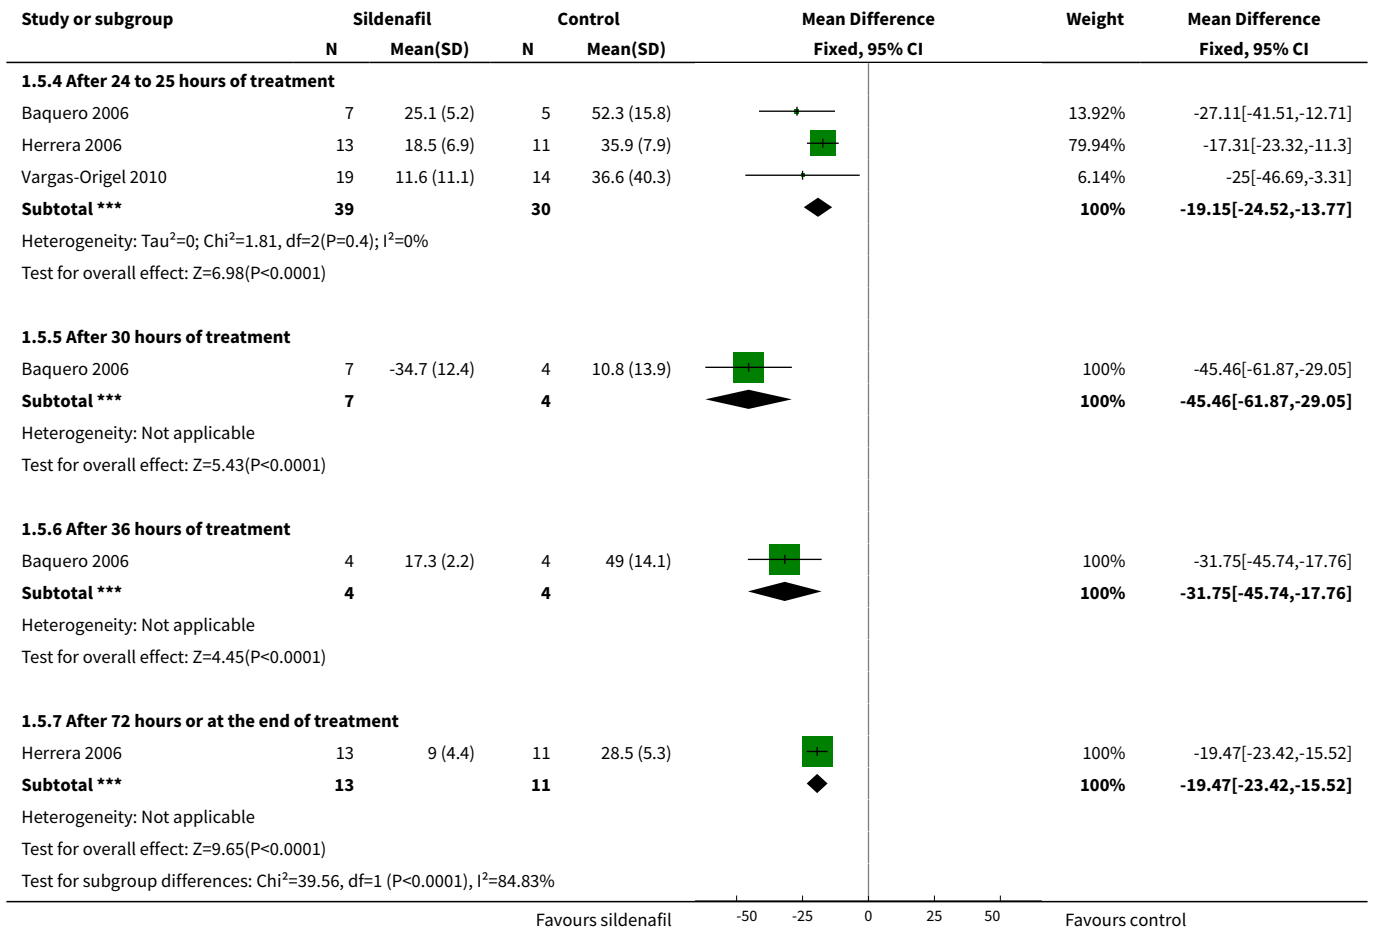 Study or subgroup Sildenafil Control Mean Difference Weight Mean Difference
N Mean(SD) N Mean(SD) Fixed, 95% CI Fixed, 95% CI
1.5.4 After 24 to 25 hours of treatment
Baquero 2006 7 25.1 (5.2) 5 52.3 (15.8) 13.92% -27.11[-41.51,-12.71]
Herrera 2006 13 18.5 (6.9) 11 35.9 (7.9) 79.94% -17.31[-23.32,-11.3]
Vargas-Origel 2010 19 11.6 (11.1) 14 36.6 (40.3) 6.14% -25[-46.69,-3.31]
Subtotal *** 39 30 100% -19.15[-24.52,-13.77]
Heterogeneity: Tau²=0; Chi²=1.81, df=2(P=0.4); I²=0%
Test for overall effect: Z=6.98(P<0.0001)
1.5.5 After 30 hours of treatment
Baquero 2006 7 -34.7 (12.4) 4 10.8 (13.9) 100% -45.46[-61.87,-29.05]
Subtotal *** 7 4 100% -45.46[-61.87,-29.05]
Heterogeneity: Not applicable
Test for overall effect: Z=5.43(P<0.0001)
1.5.6 After 36 hours of treatment
Baquero 2006 4 17.3 (2.2) 4 49 (14.1) 100% -31.75[-45.74,-17.76]
Subtotal *** 4 4 100% -31.75[-45.74,-17.76]
Heterogeneity: Not applicable
Test for overall effect: Z=4.45(P<0.0001)
1.5.7 After 72 hours or at the end of treatment
Herrera 2006 13 9 (4.4) 11 28.5 (5.3) 100% -19.47[-23.42,-15.52]
Subtotal *** 13 11 100% -19.47[-23.42,-15.52]
Heterogeneity: Not applicable
Test for overall effect: Z=9.65(P<0.0001)
Test for subgroup differences: Chi²=39.56, df=1 (P<0.0001), I²=84.83%
Favours sildenafil -50 -25 0 25 50 Favours control